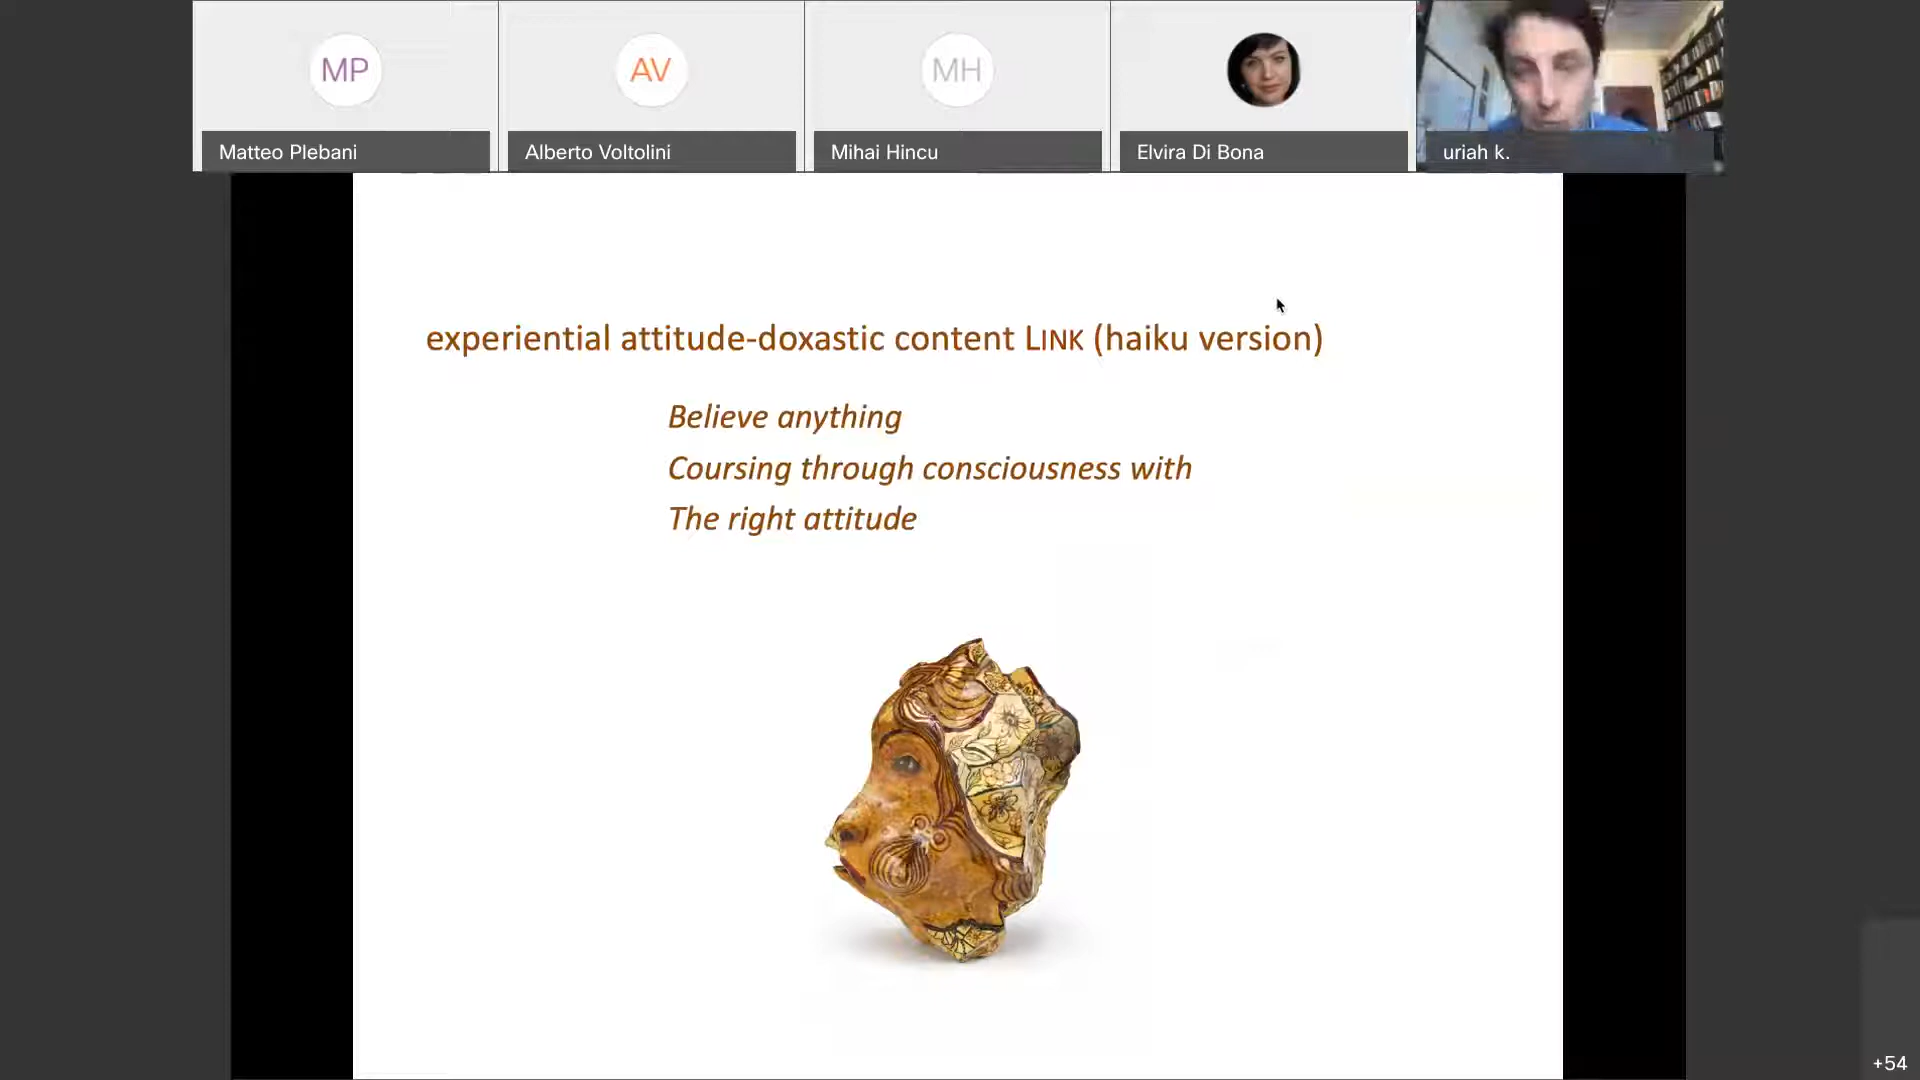 MP
AV
MH
Matteo Plebani
Alberto Voltolini
Mihai Hincu
Elvira Di Bona
uriah k.
experiential attitude-doxastic content LINK (haiku version)
Believe anything
Coursing through consciousness with
The right attitude
+54